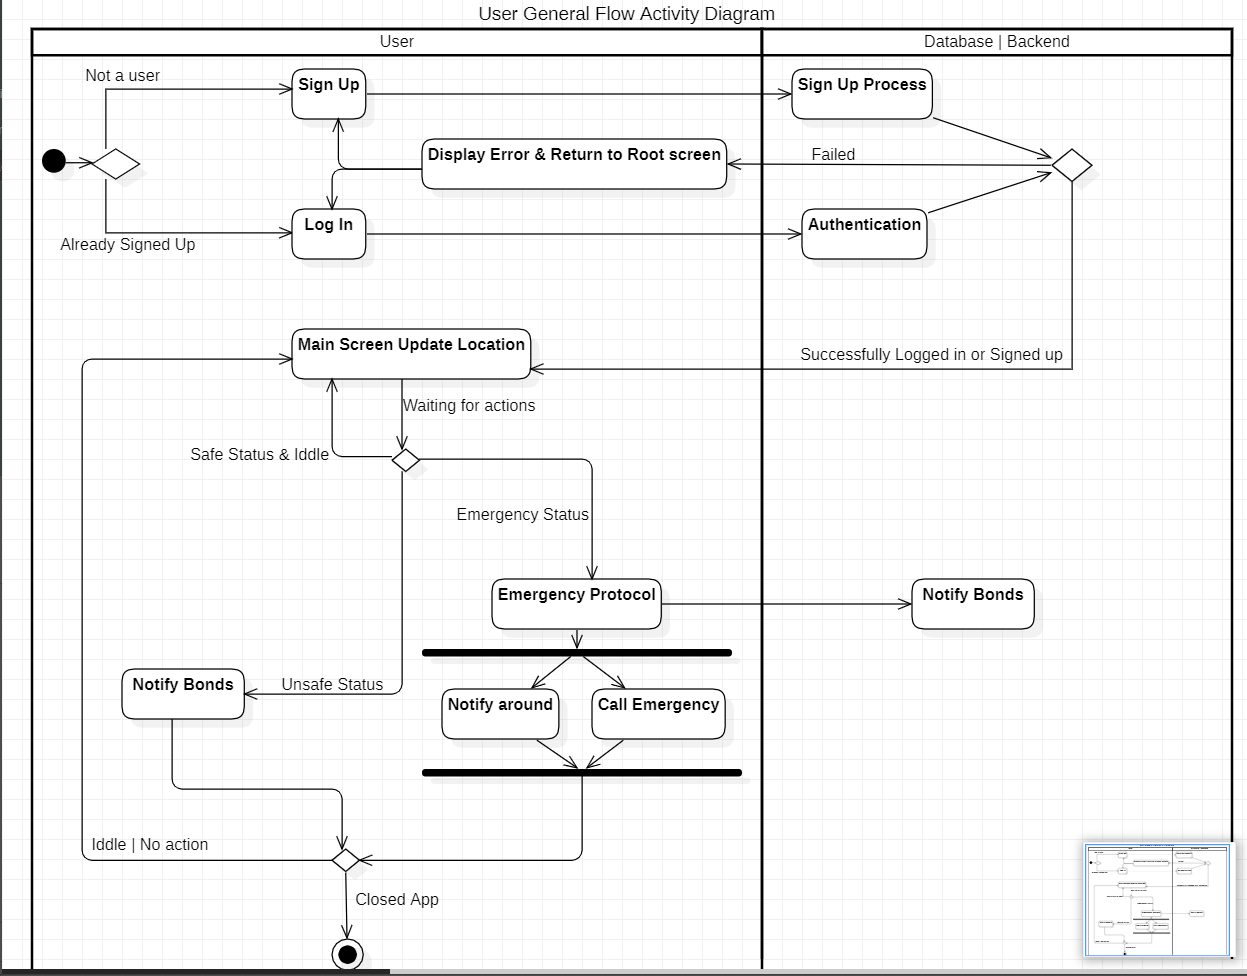 User General Flow Activity Diagram
User
Database | Backend
Not a user
Sign Up
Sign Up Process
Display Error & Return to Root screen
Failed
Log In
Authentication
Already Signed Up
Main Screen Update Location
Successfully Logged in or Signed up
Waiting for actions
Safe Status & Iddle
Emergency Status
Emergency Protocol
Notify Bonds
Notify Bonds
Unsafe Status
Notify around
Call Emergency
Iddle | No action
Closed App